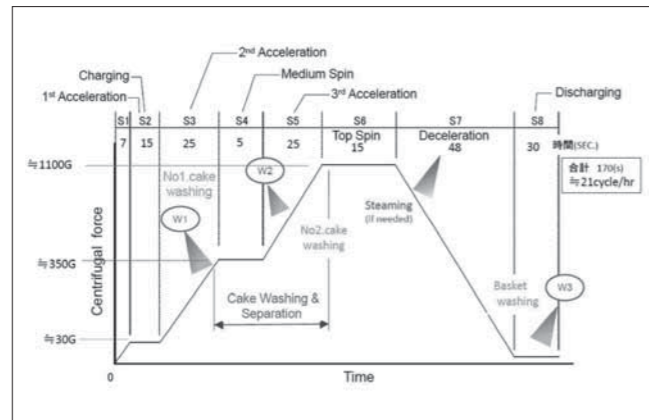 2nd Acceleration
Charging
Medium Spin
1st Acceleration
3rd Acceleration
Discharging
S1 S2 S3 S4 S5 S6 S7 S8
Top Spin Deceleration
7 15 25 5 25 15 48 30 時間(SEC.)
≒1100G
合計 170(s)
≒21cycle/hr
No1.cake
washing
W2
W1
Steaming
(if needed)
No2.cake
washing
Centrifugal force
≒350G
Cake Washing &
Separation
Basket
washing
W3
≒30G
0
Time